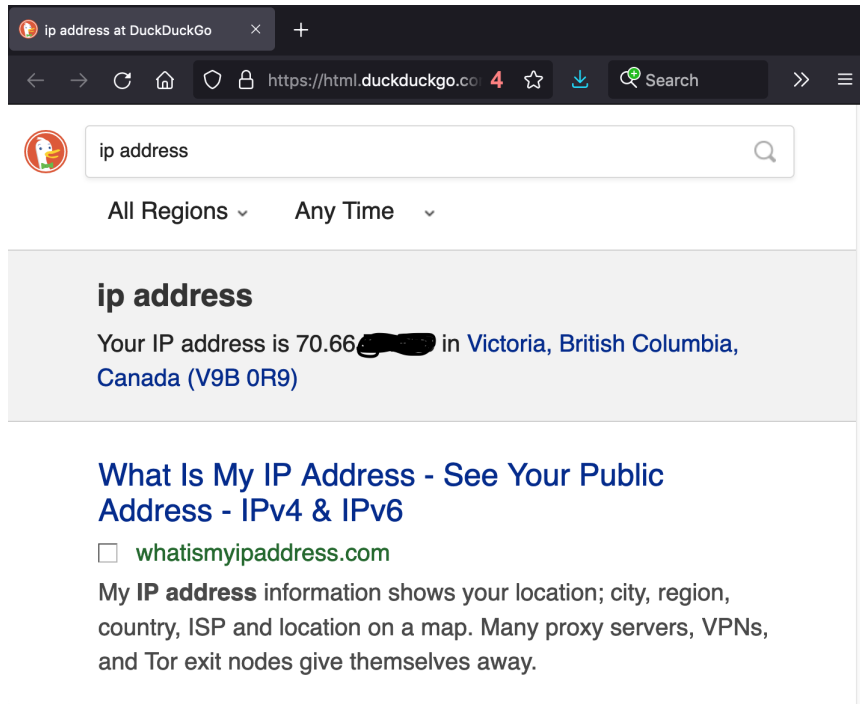 ip address at DuckDuckGo
https://html.duckduckgo.co
4
Search
ip address
All Regions
Any Time
ip address
Your IP address is 70.66 in Victoria, British Columbia,
Canada (V9B 0R9)
What Is My IP Address - See Your Public
Address - IPv4 & IPv6
whatismyipaddress.com
My IP address information shows your location; city, region,
country, ISP and location on a map. Many proxy servers, VPNs,
and Tor exit nodes give themselves away.